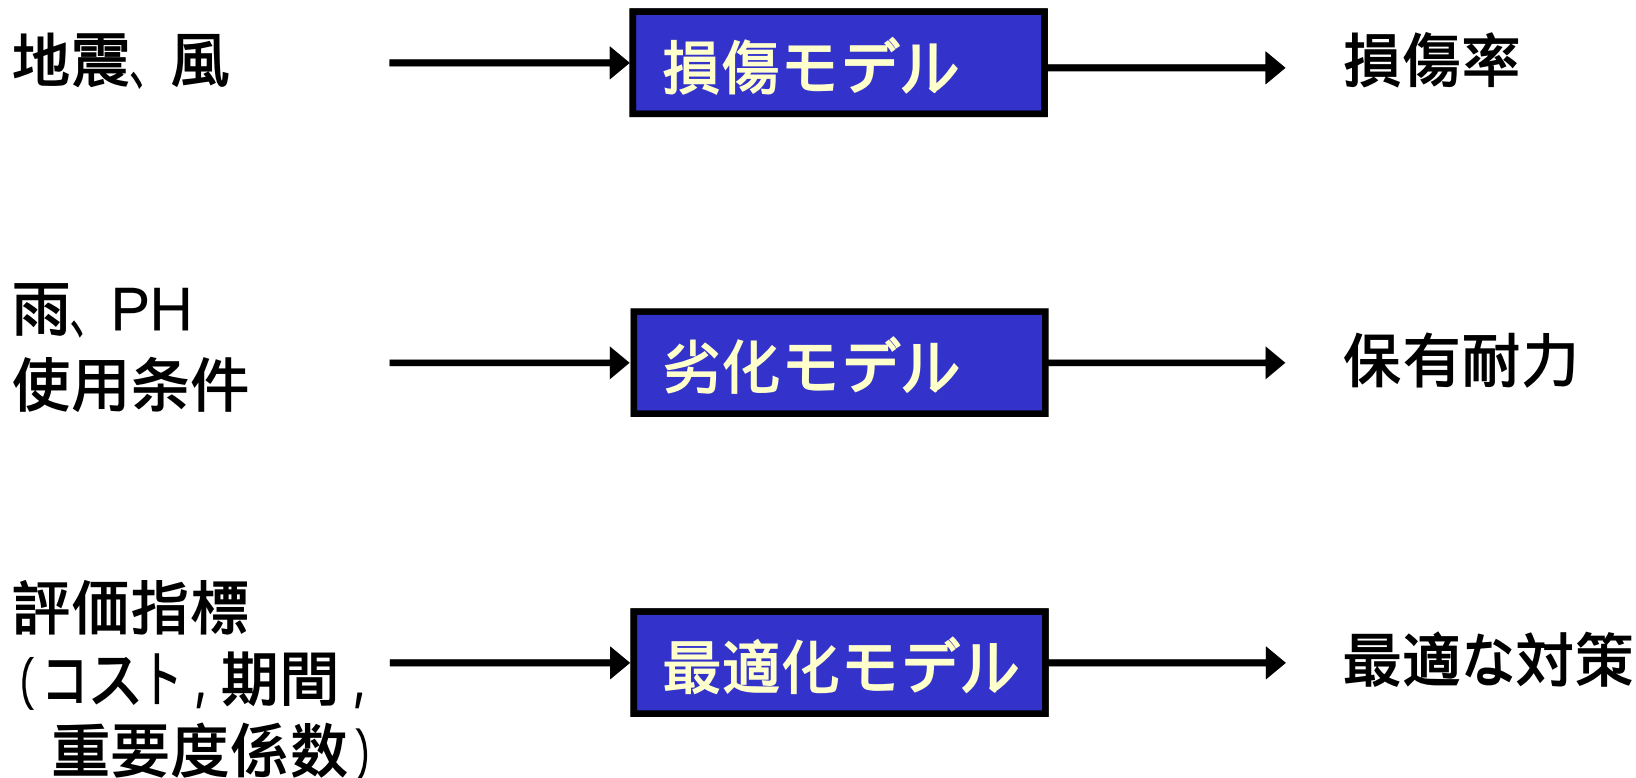 地震、風
損傷モデル
損傷率
雨、PH
使用条件
劣化モデル
保有耐力
評価指標
（コスト，期間，
重要度係数）
最適化モデル
最適な対策